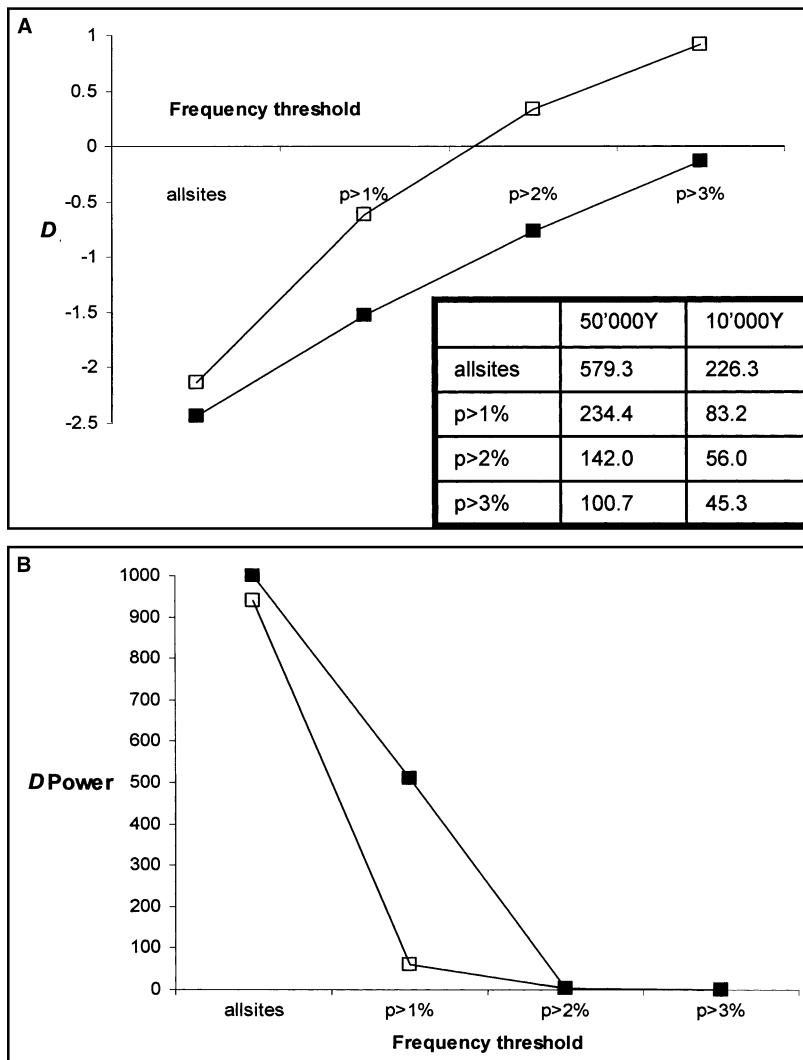 A
1
0.5
Frequency threshold
0
allsites
p>1%
p>2%
p>3%
-0.5
D
-1
-1.5
-2
-2.5
50'000Y 10'000Y
allsites 579.3 226.3
p>1% 234.4 83.2
p>2% 142.0 56.0
p>3% 100.7 45.3
B
1000
900
800
700
600
500
D Power
400
300
200
100
0
allsites p>1% p>2% p>3%
Frequency threshold